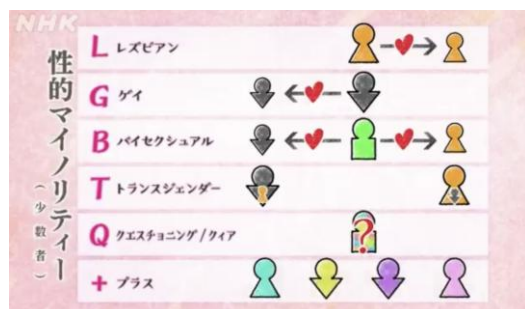 NHK
性的マイノリティー
（少数者）
L レズビアン
G ゲイ
B バイセクシュアル
T トランスジェンダー
Q クエスチョニング/クィア
?
+ プラス